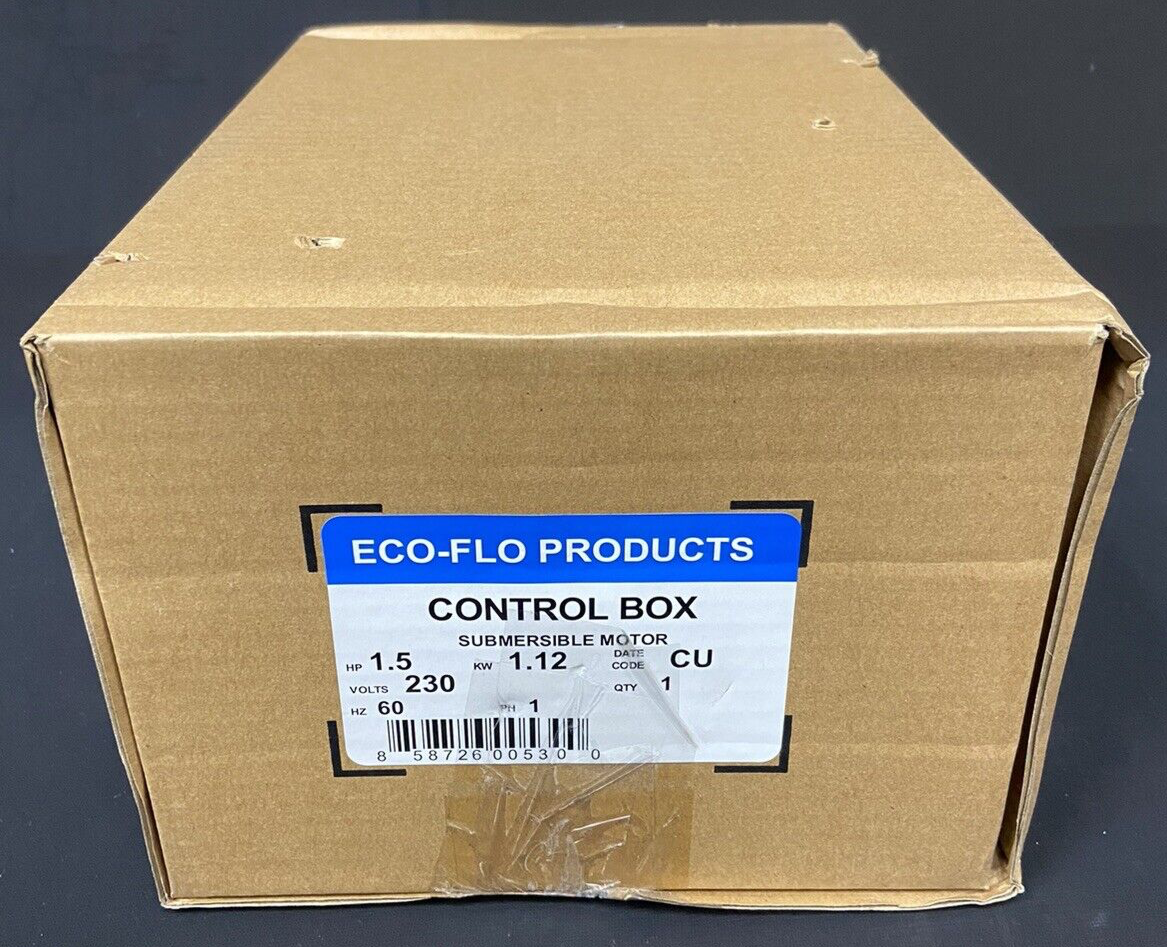 ECO-FLO PRODUCTS
CONTROL BOX
SUBMERSIBLE MOTOR
HP 1.5 KW 1.12 DATE CODE CU
VOLTS 230 QTY 1
HZ 60 PH 1
8 58726 00530 0